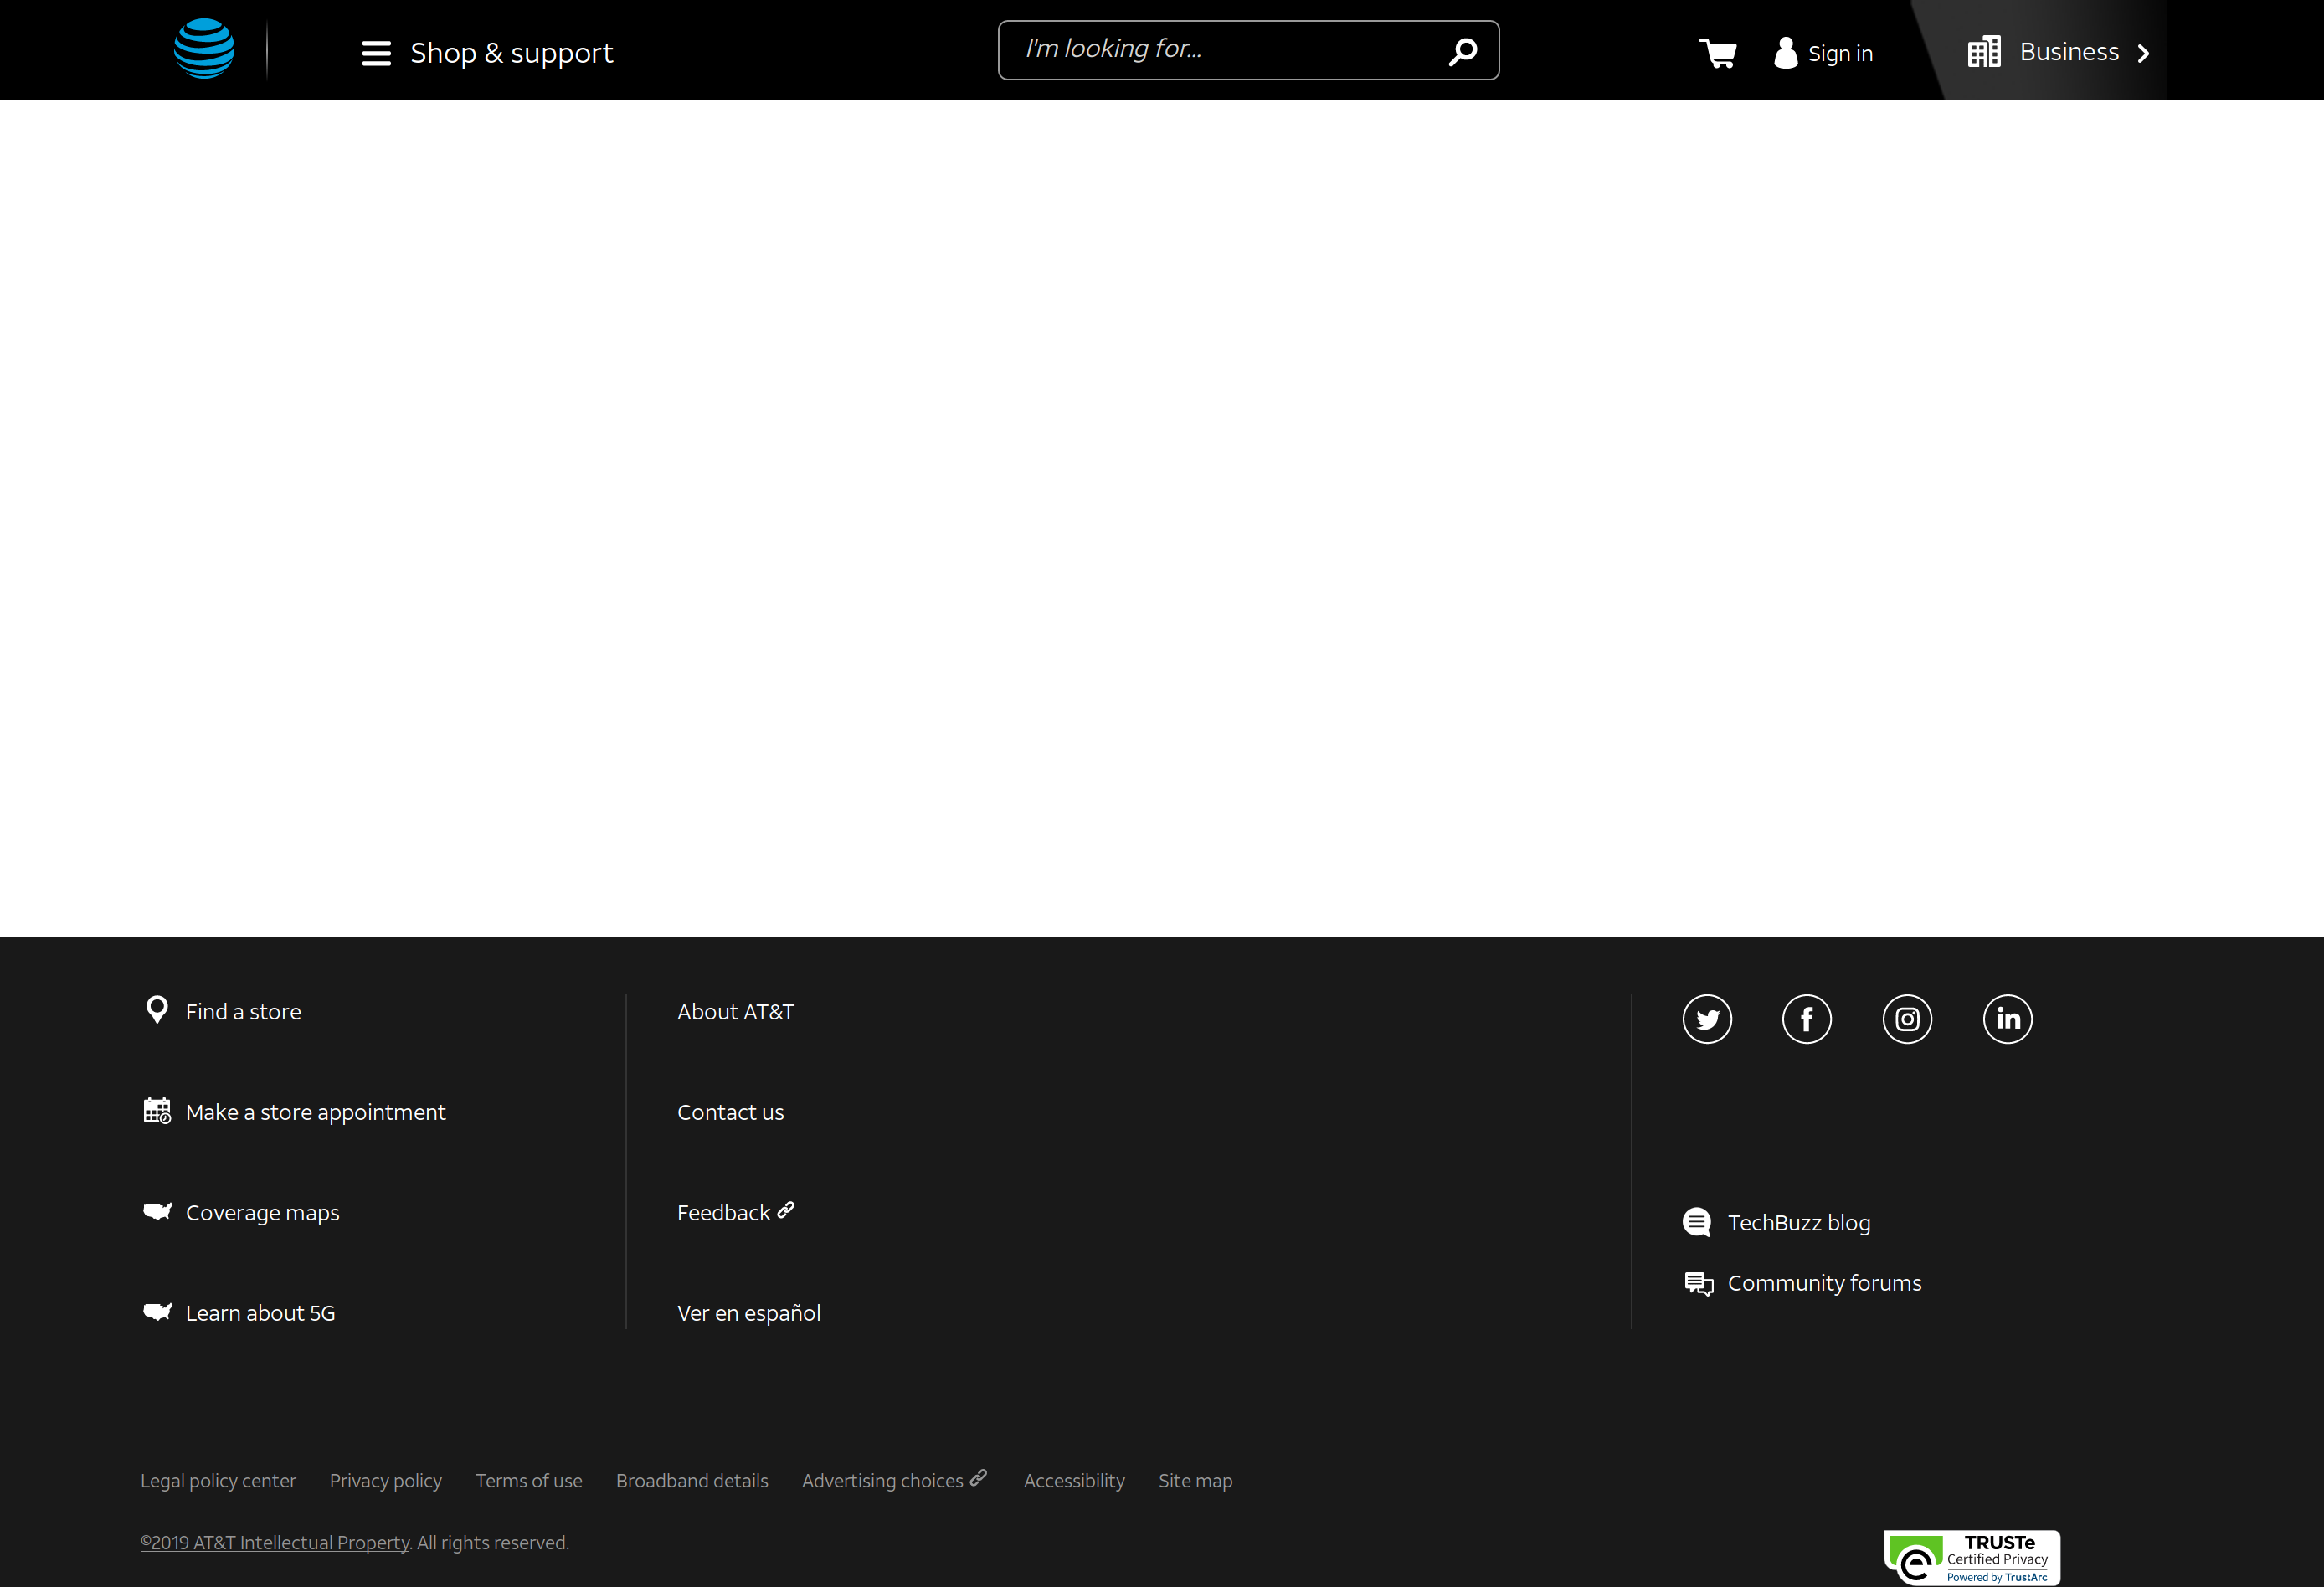 Shop & support
I'm looking for...
Sign in
Business
Find a store
Make a store appointment
Coverage maps
Learn about 5G
About AT&T
Contact us
Feedback
Ver en español
TechBuzz blog
Community forums
Legal policy center Privacy policy Terms of use Broadband details Advertising choices Accessibility Site map
©2019 AT&T Intellectual Property. All rights reserved.
TRUSTe
Certified Privacy
Powered by TrustArc